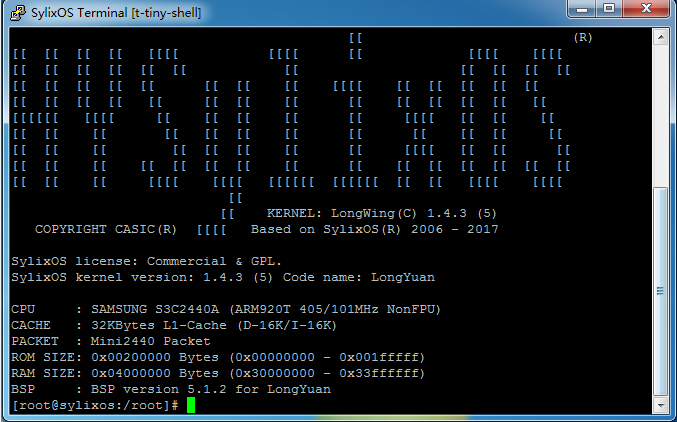 SylixOS Terminal [t-tiny-shell]
(R)
HYSylixOS
KERNEL: LongWing(C) 1.4.3 (5)
COPYRIGHT CASIC(R) [[[[ Based on SylixOS(R) 2006 - 2017
SylixOS license: Commercial & GPL.
SylixOS kernel version: 1.4.3 (5) Code name: LongYuan
CPU : SAMSUNG S3C2440A (ARM920T 405/101MHz NonFPU)
CACHE : 32KBytes L1-Cache (D-16K/I-16K)
PACKET : Mini2440 Packet
ROM SIZE: 0x00200000 Bytes (0x00000000 - 0x001fffff)
RAM SIZE: 0x04000000 Bytes (0x30000000 - 0x33ffffff)
BSP : BSP version 5.1.2 for LongYuan
[root@sylixos:/root]#